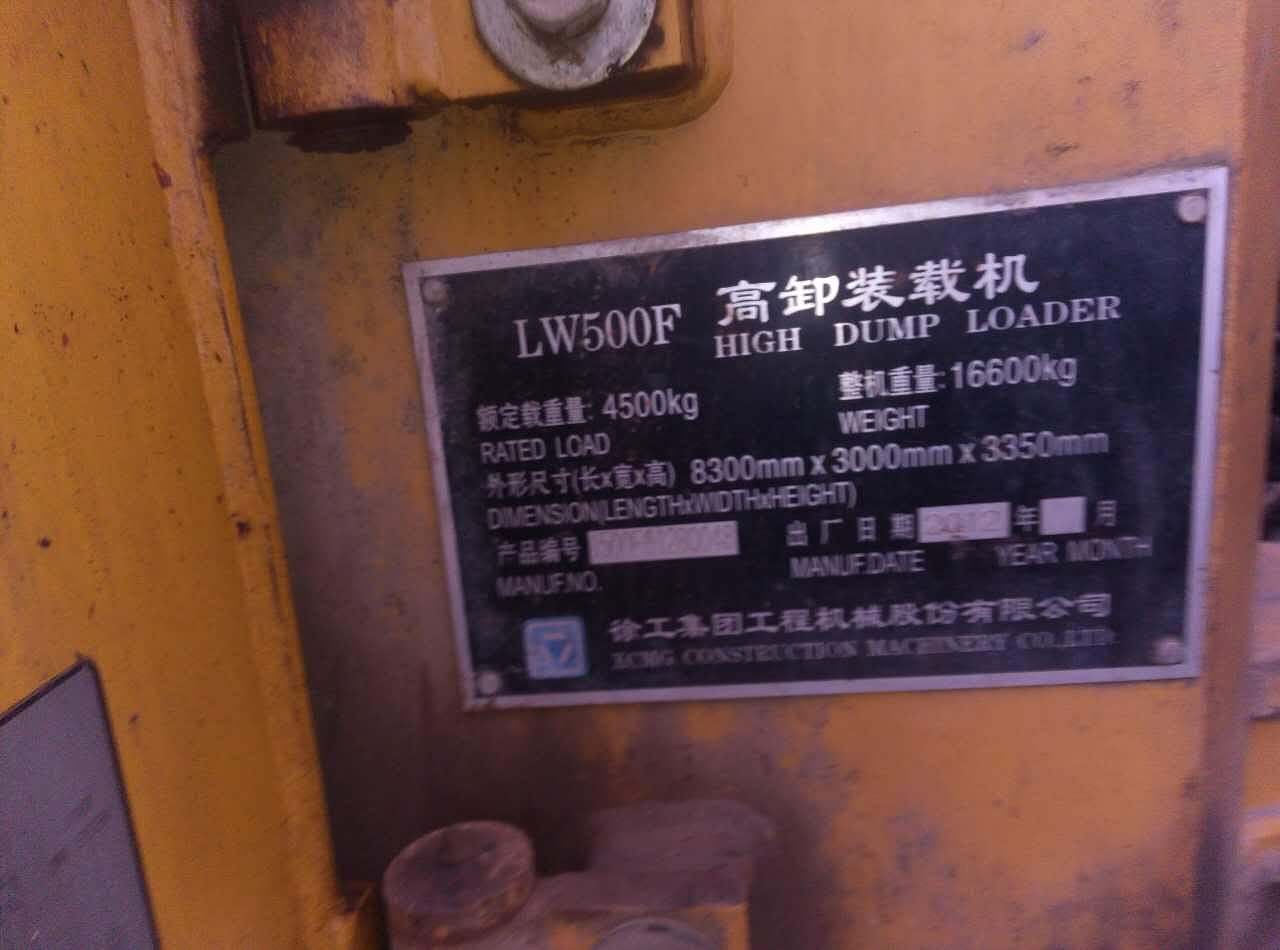 LW500F 高卸装载机
HIGH DUMP LOADER
额定载重量: 4500kg 整机重量: 16600kg
RATED LOAD WEIGHT
外形尺寸(长x宽x高) 8300mm x 3000mm x 3350mm
DIMENSION(LENGTHxWIDTHxHEIGHT)
产品编号 出厂日期 2012 年 月
MANUF.NO. MANUF.DATE YEAR MONTH
徐工集团工程机械股份有限公司
XCMG CONSTRUCTION MACHINERY CO.,LTD.